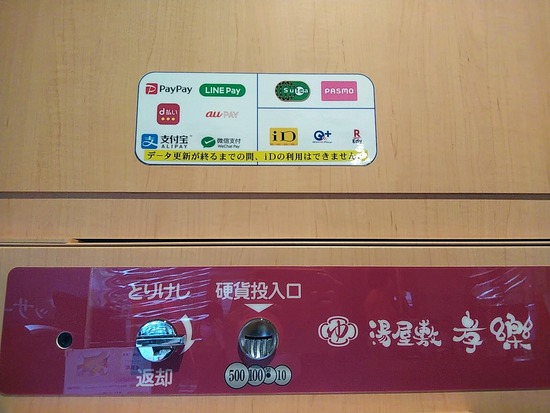 PayPay LINE Pay
d払い au PAY
支付宝 ALIPAY 微信支付 WeChat Pay
Suica PASMO
iD QUICPay+ R Edy
データ更新が終るまでの間、iDの利用はできません。
とりけし 硬貨投入口
返却
500 100 10
ゆ 湯屋敷 孝楽